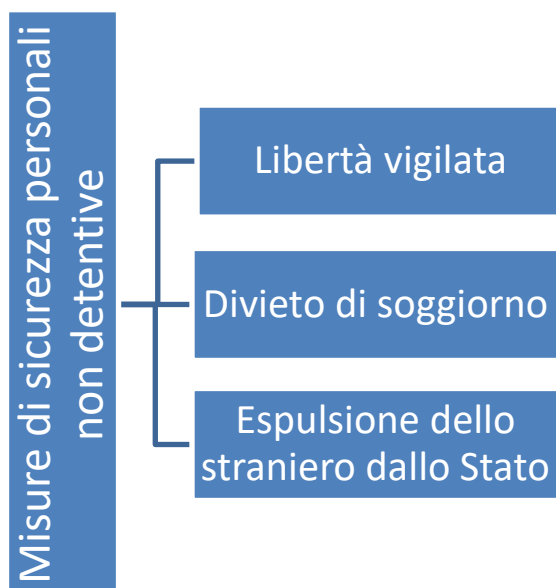 Misure di sicurezza personali
non detentive
Libertà vigilata
Divieto di soggiorno
Espulsione dello
straniero dallo Stato